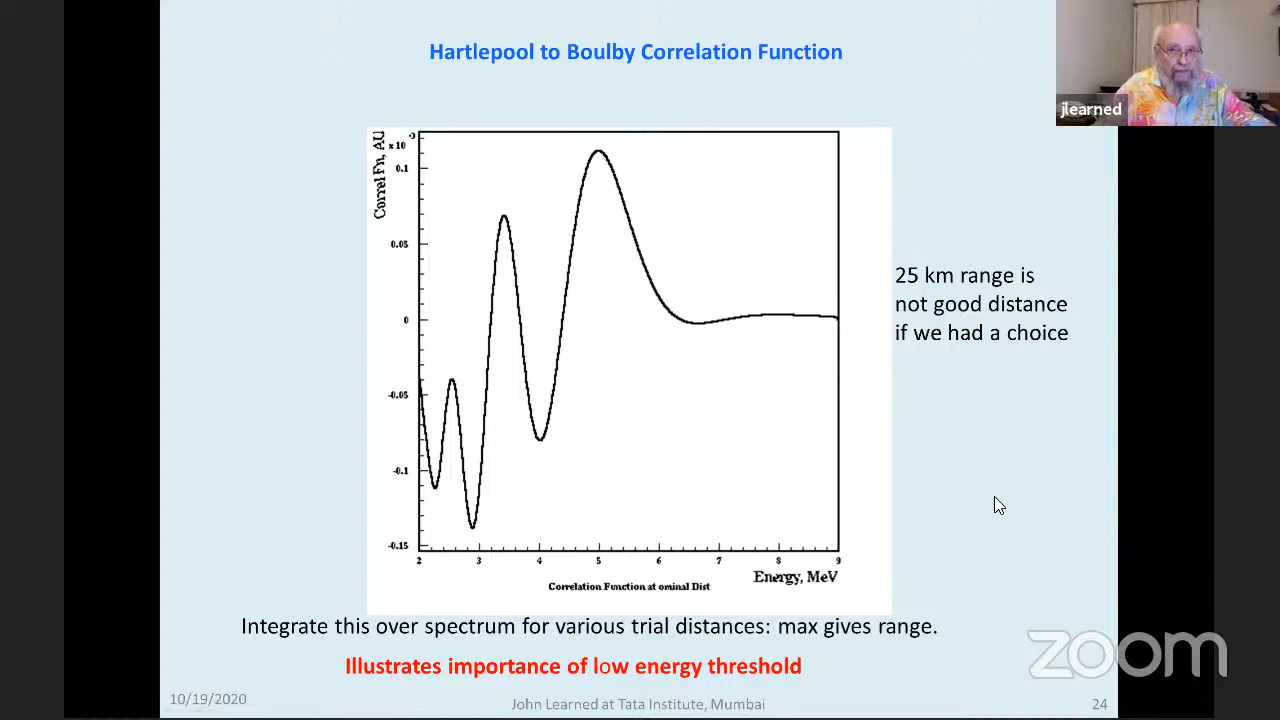 Hartlepool to Boulby Correlation Function
jlearned
Correl Fn, AU
x 10
-3
0.1
0.05
0
-0.05
-0.1
-0.15
2 3 4 5 6 7 8 9
Energy, MeV
Correlation Function at ominal Dist
25 km range is
not good distance
if we had a choice
Integrate this over spectrum for various trial distances: max gives range.
Illustrates importance of low energy threshold
zoom
10/19/2020
John Learned at Tata Institute, Mumbai
24